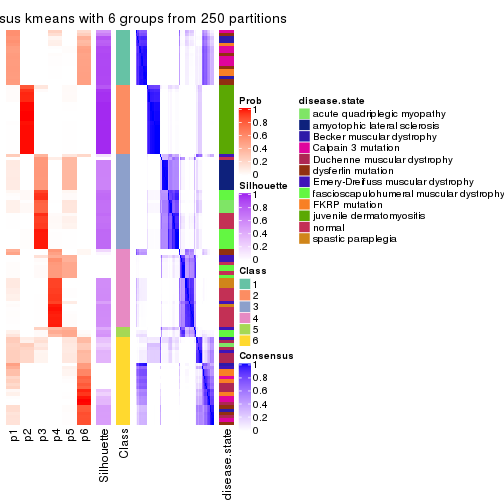 sus kmeans with 6 groups from 250 partitions
p1
p2
p3
p4
p5
p6
Silhouette
Class
disease.state
Prob
1
0.8
0.6
0.4
0.2
0
Silhouette
1
0.8
0.6
0.4
0.2
0
Class
1
2
3
4
5
6
Consensus
1
0.8
0.6
0.4
0.2
0
disease.state
acute quadriplegic myopathy
amyotophic lateral sclerosis
Becker muscular dystrophy
Calpain 3 mutation
Duchenne muscular dystrophy
dysferlin mutation
Emery-Dreifuss muscular dystrophy
fascioscapulohumeral muscular dystrophy
FKRP mutation
juvenile dermatomyositis
normal
spastic paraplegia